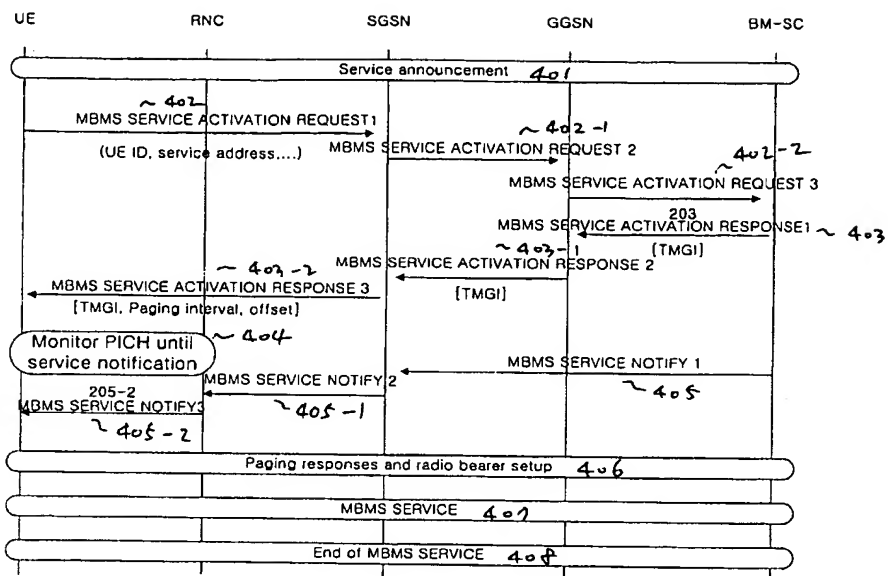 UE RNC SGSN GGSN BM-SC
Service announcement 401
~ 402
MBMS SERVICE ACTIVATION REQUEST1
(UE ID, service address....)
~ 402-1
MBMS SERVICE ACTIVATION REQUEST 2
~ 402-2
MBMS SERVICE ACTIVATION REQUEST 3
203
MBMS SERVICE ACTIVATION RESPONSE1 ~ 403
[TMGI]
~ 403-1
MBMS SERVICE ACTIVATION RESPONSE 2
[TMGI]
~ 403-2
MBMS SERVICE ACTIVATION RESPONSE 3
[TMGI, Paging interval, offset]
~ 404
Monitor PICH until
service notification
MBMS SERVICE NOTIFY 1
~ 405
MBMS SERVICE NOTIFY 2
~ 405-1
205-2
MBMS SERVICE NOTIFY3
~ 405-2
Paging responses and radio bearer setup 406
MBMS SERVICE 407
End of MBMS SERVICE 408